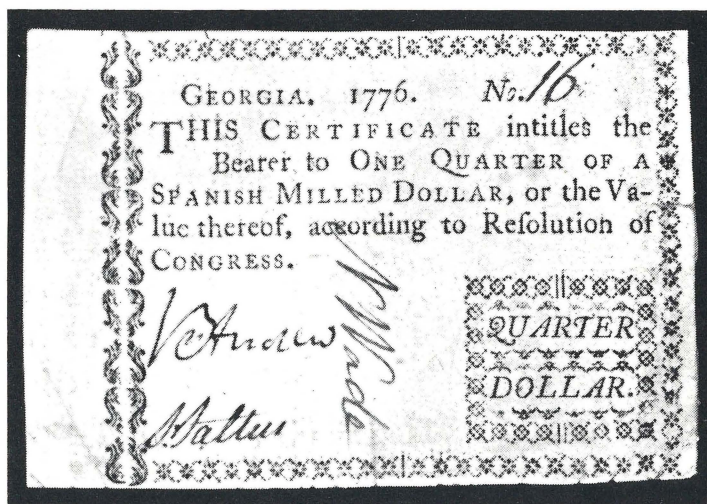 GEORGIA. 1776. No. 16
THIS CERTIFICATE intitles the
Bearer to ONE QUARTER OF A
SPANISH MILLED DOLLAR, or the Va-
lue thereof, according to Reſolution of
CONGRESS.
N Wade
QUARTER
DOLLAR.